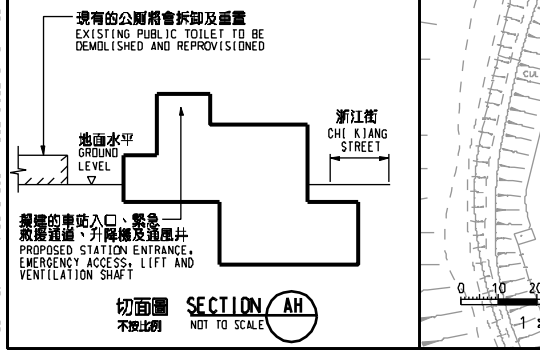 現有的公厠將會拆卸及重置
EXISTING PUBLIC TOILET TO BE
DEMOLISHED AND REPROVISIONED
地面水平
GROUND
LEVEL
浙江街
CHI KIANG
STREET
擬建的車站入口、緊急
救援通道、升降機及通風井
PROPOSED STATION ENTRANCE,
EMERGENCY ACCESS, LIFT AND
VENTILATION SHAFT
切面圖 SECTION AH
不按比例 NOT TO SCALE
CUL
0 10 20
1 :